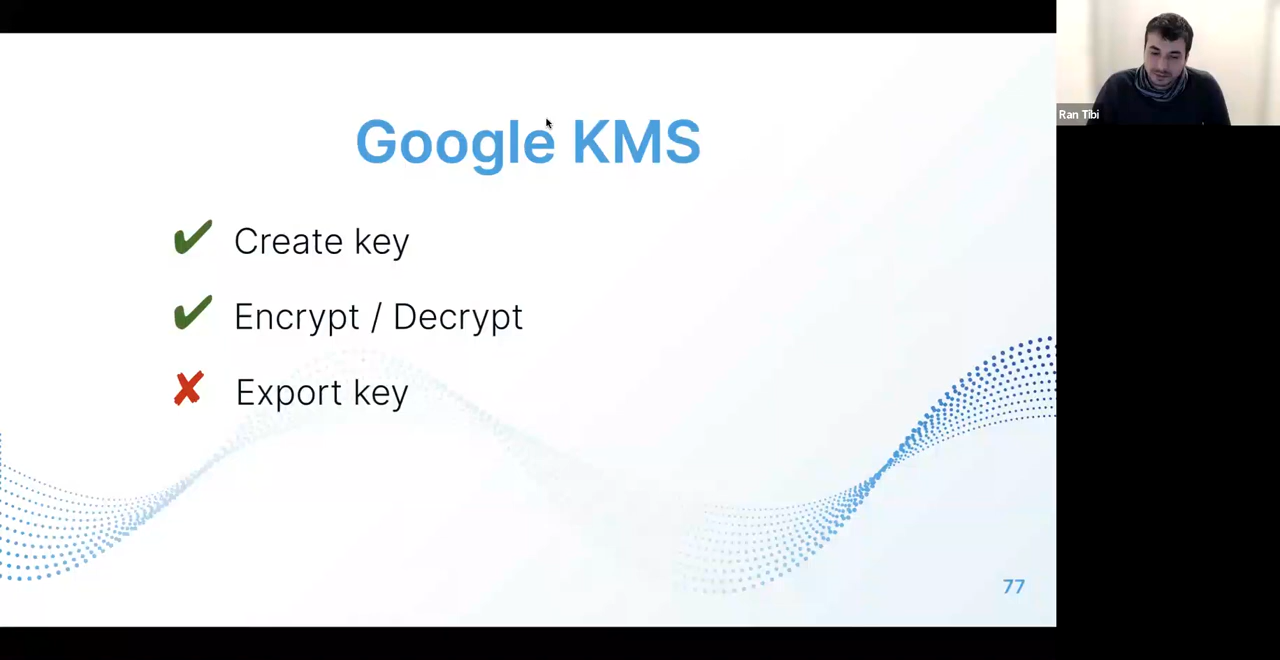 Google KMS
✔ Create key
✔ Encrypt / Decrypt
✘ Export key
77
Ran Tibi